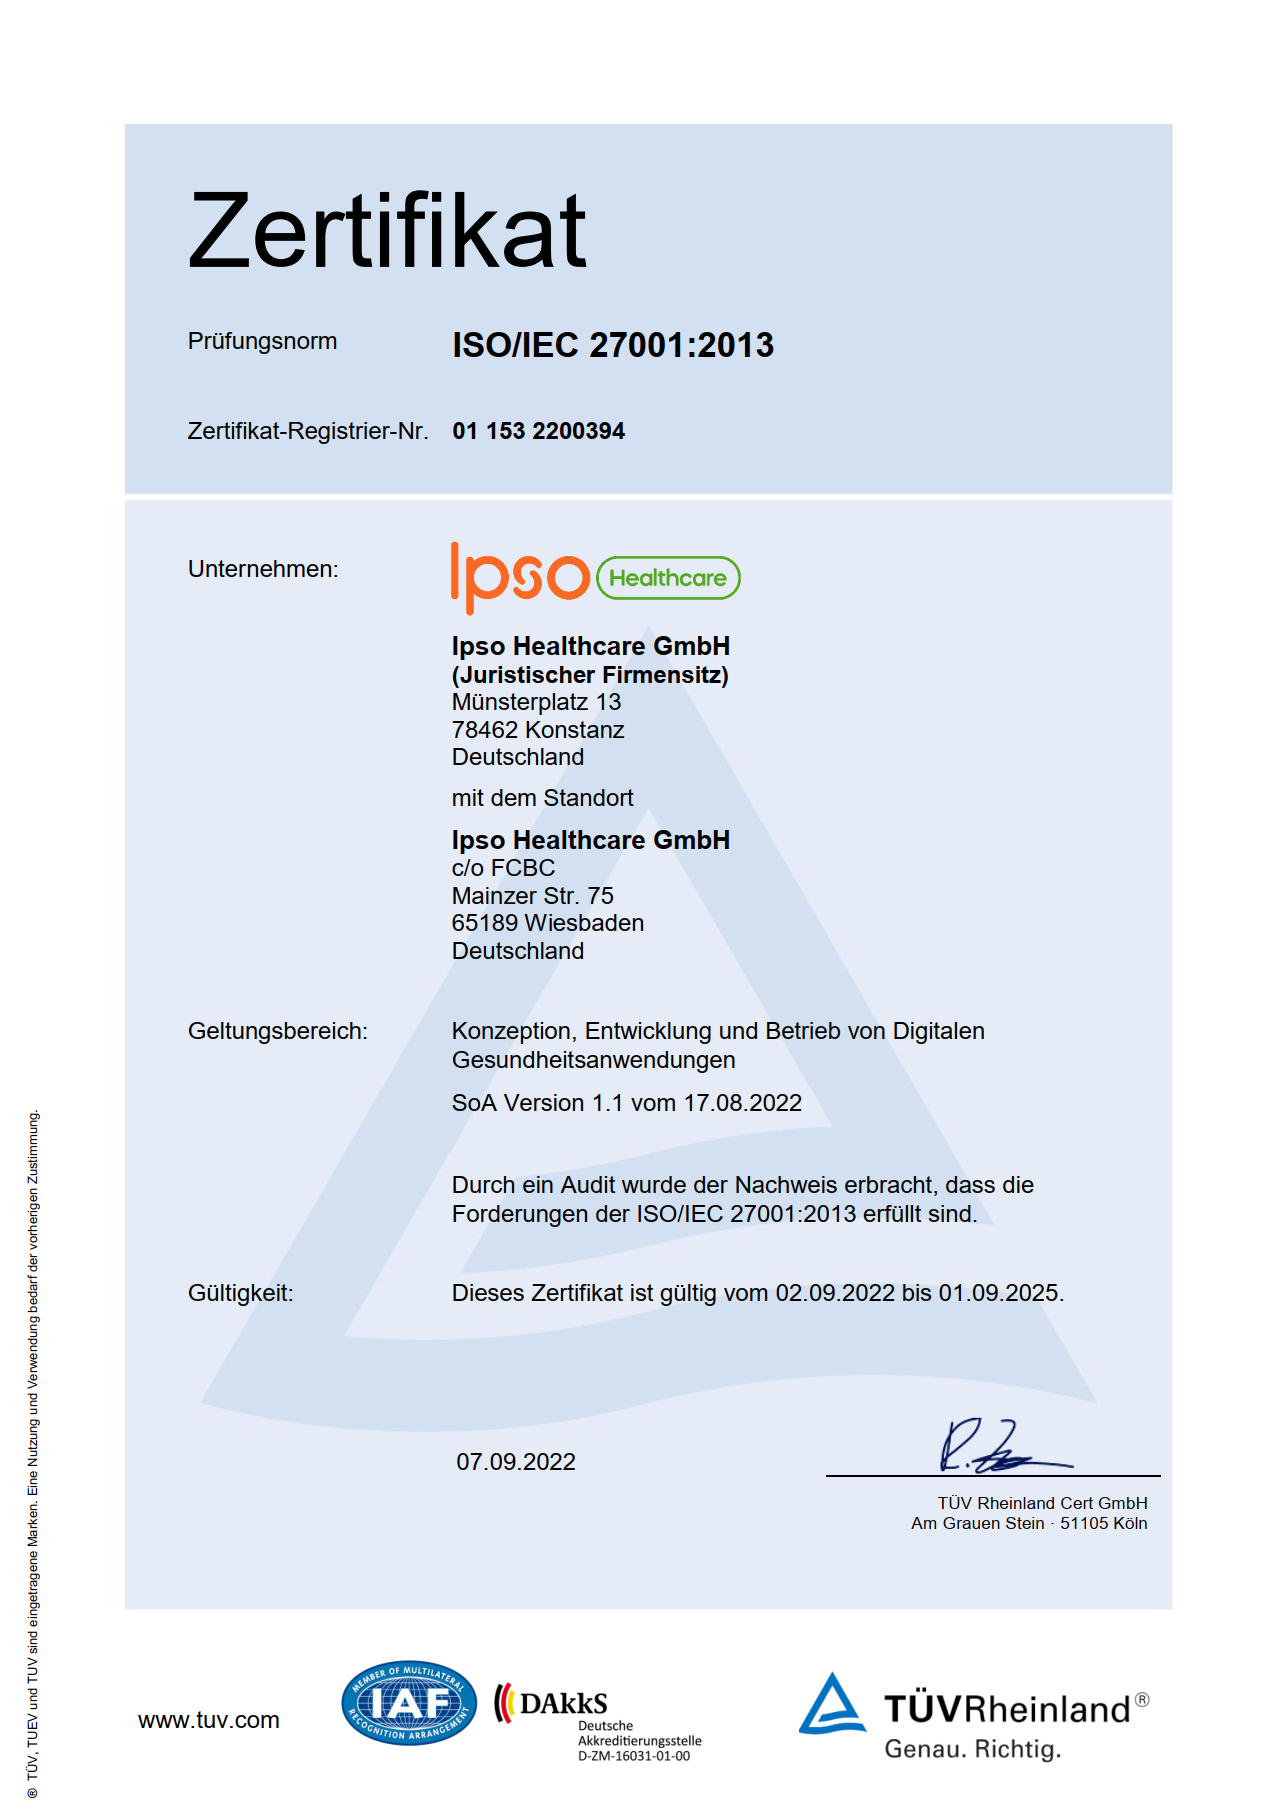 Zertifikat
Prüfungsnorm ISO/IEC 27001:2013
Zertifikat-Registrier-Nr. 01 153 2200394
Unternehmen:
Ipso Healthcare
Ipso Healthcare GmbH
(Juristischer Firmensitz)
Münsterplatz 13
78462 Konstanz
Deutschland
mit dem Standort
Ipso Healthcare GmbH
c/o FCBC
Mainzer Str. 75
65189 Wiesbaden
Deutschland
Geltungsbereich: Konzeption, Entwicklung und Betrieb von Digitalen
Gesundheitsanwendungen
SoA Version 1.1 vom 17.08.2022
Durch ein Audit wurde der Nachweis erbracht, dass die
Forderungen der ISO/IEC 27001:2013 erfüllt sind.
Gültigkeit: Dieses Zertifikat ist gültig vom 02.09.2022 bis 01.09.2025.
07.09.2022
TÜV Rheinland Cert GmbH
Am Grauen Stein · 51105 Köln
® TÜV, TUEV und TUV sind eingetragene Marken. Eine Nutzung und Verwendung bedarf der vorherigen Zustimmung.
www.tuv.com
MEMBER OF MULTILATERAL
IAF
RECOGNITION ARRANGEMENT
DAkkS
Deutsche
Akkreditierungsstelle
D-ZM-16031-01-00
TÜVRheinland®
Genau. Richtig.